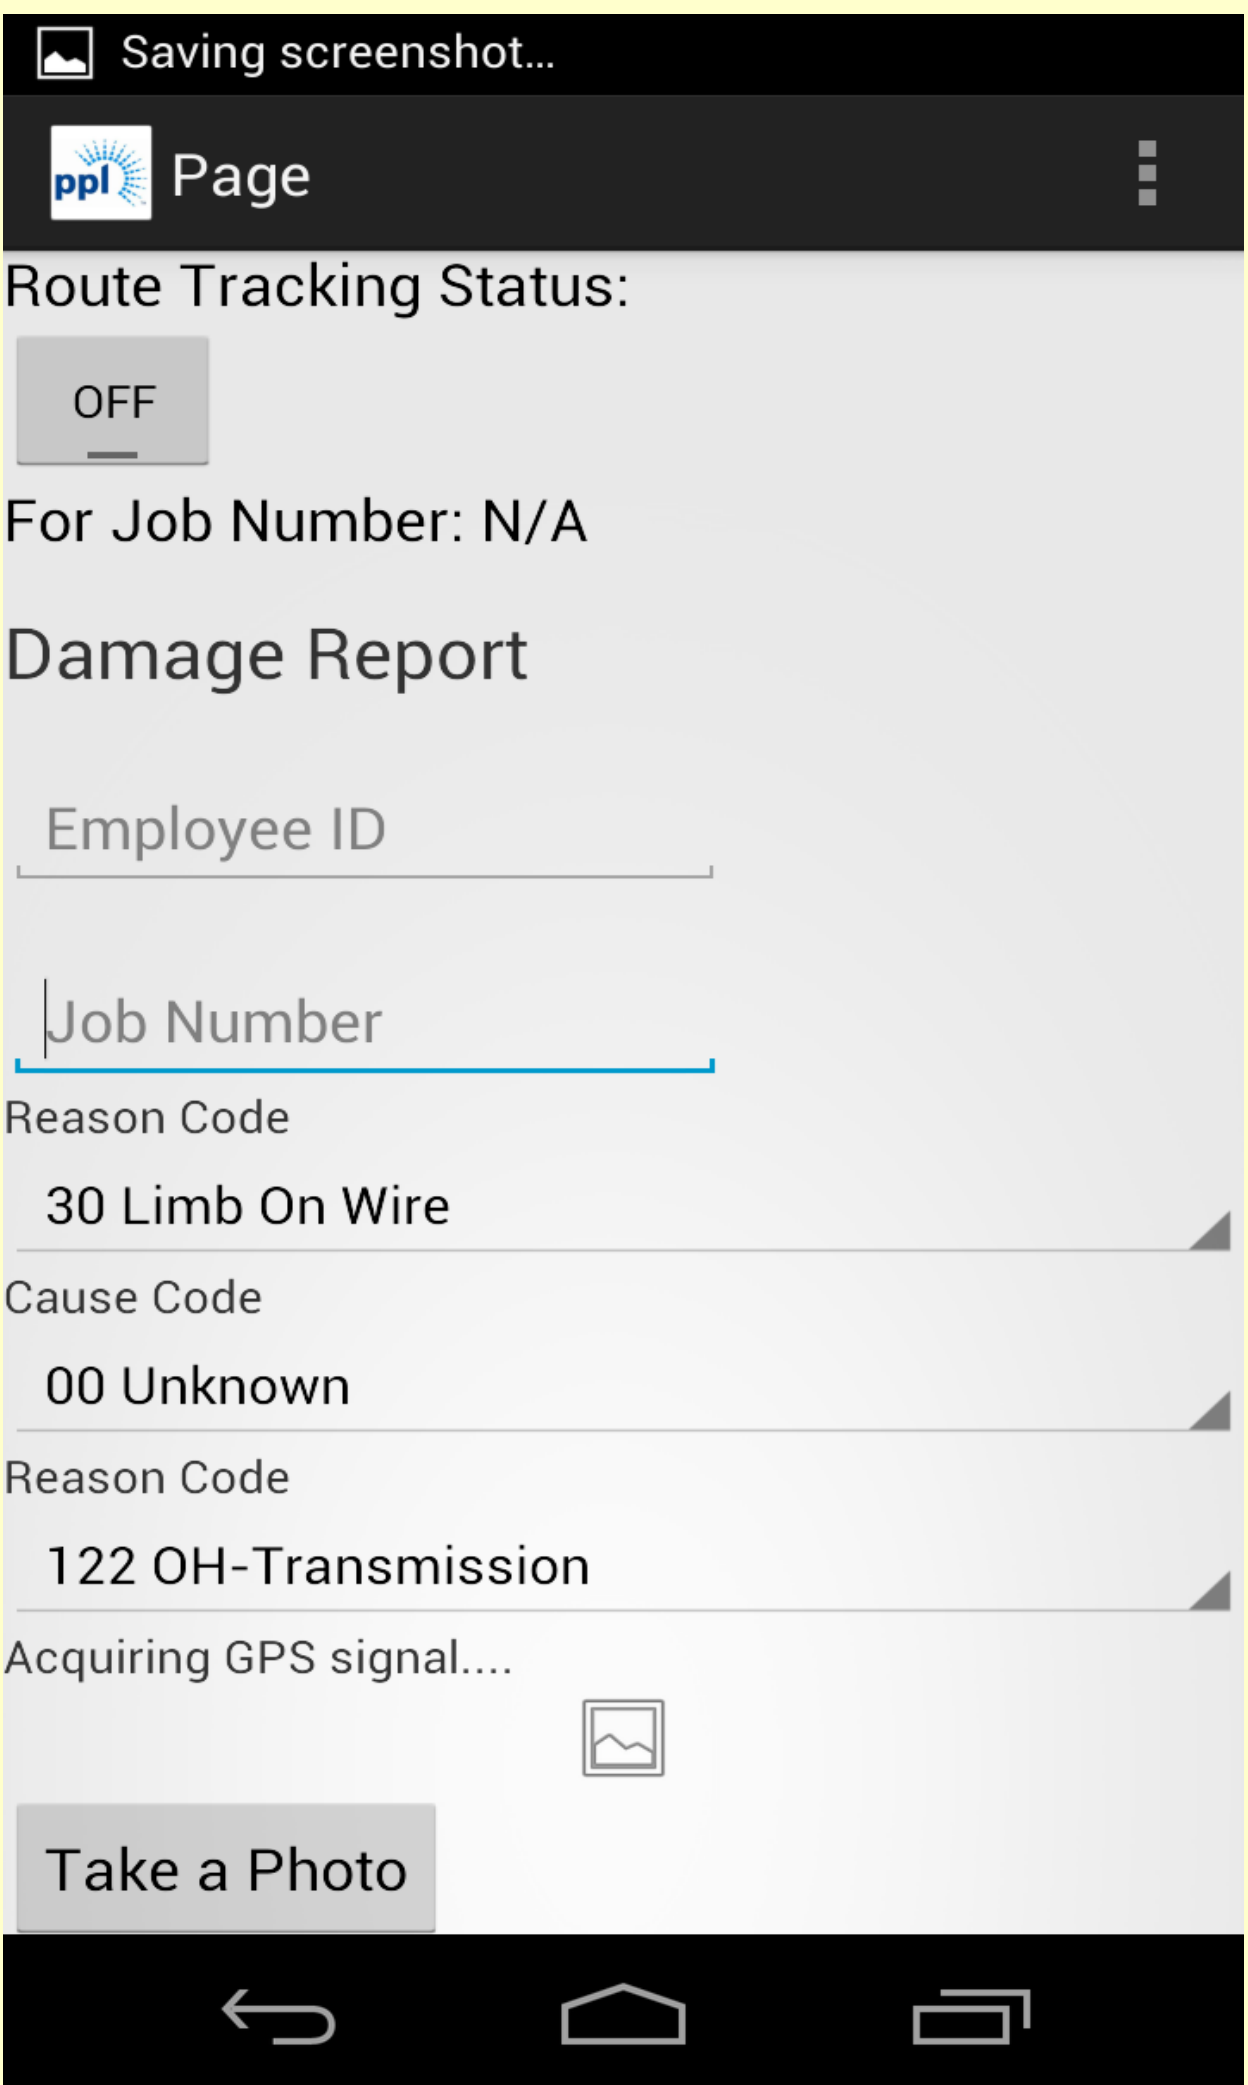 Saving screenshot...
ppl Page
Route Tracking Status:
OFF
For Job Number: N/A
Damage Report
Employee ID
Job Number
Reason Code
30 Limb On Wire
Cause Code
00 Unknown
Reason Code
122 OH-Transmission
Acquiring GPS signal....
Take a Photo